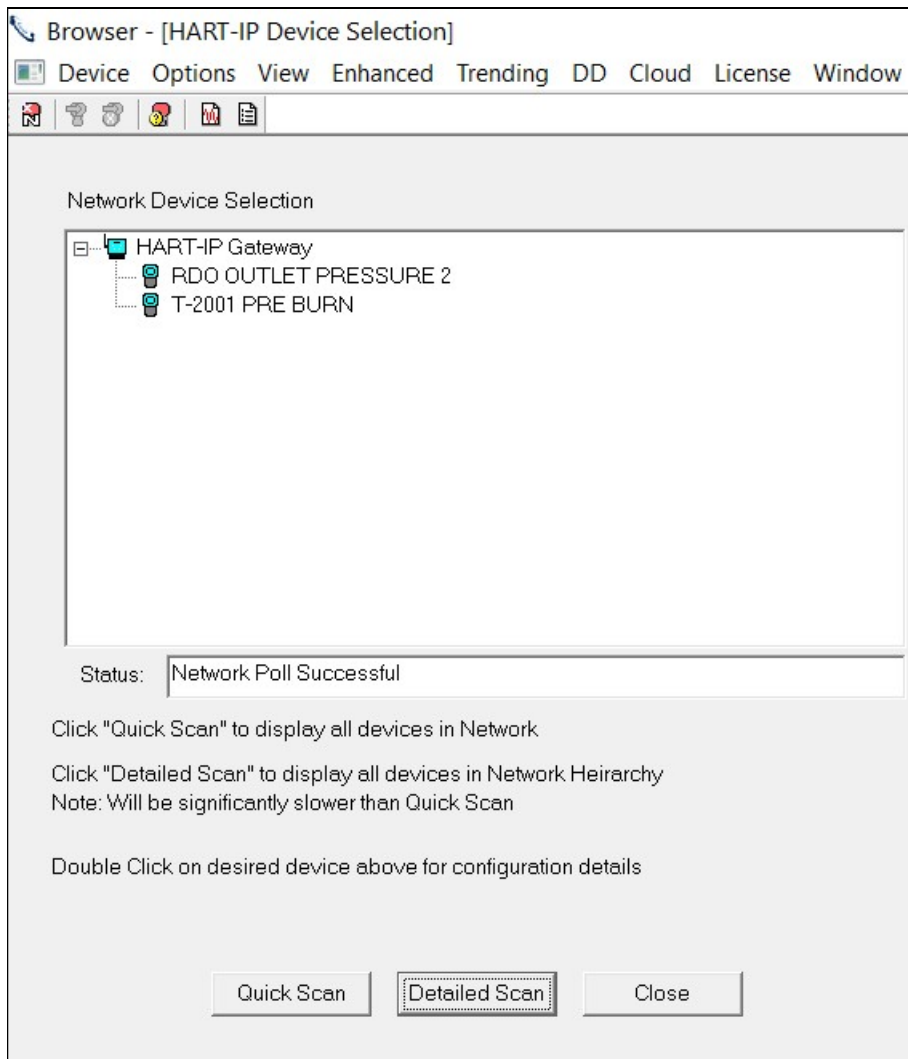 Browser - [HART-IP Device Selection]
Device Options View Enhanced Trending DD Cloud License Window
Network Device Selection
HART-IP Gateway
RDO OUTLET PRESSURE 2
T-2001 PRE BURN
Status: Network Poll Successful
Click "Quick Scan" to display all devices in Network
Click "Detailed Scan" to display all devices in Network Heirarchy
Note: Will be significantly slower than Quick Scan
Double Click on desired device above for configuration details
Quick Scan Detailed Scan Close